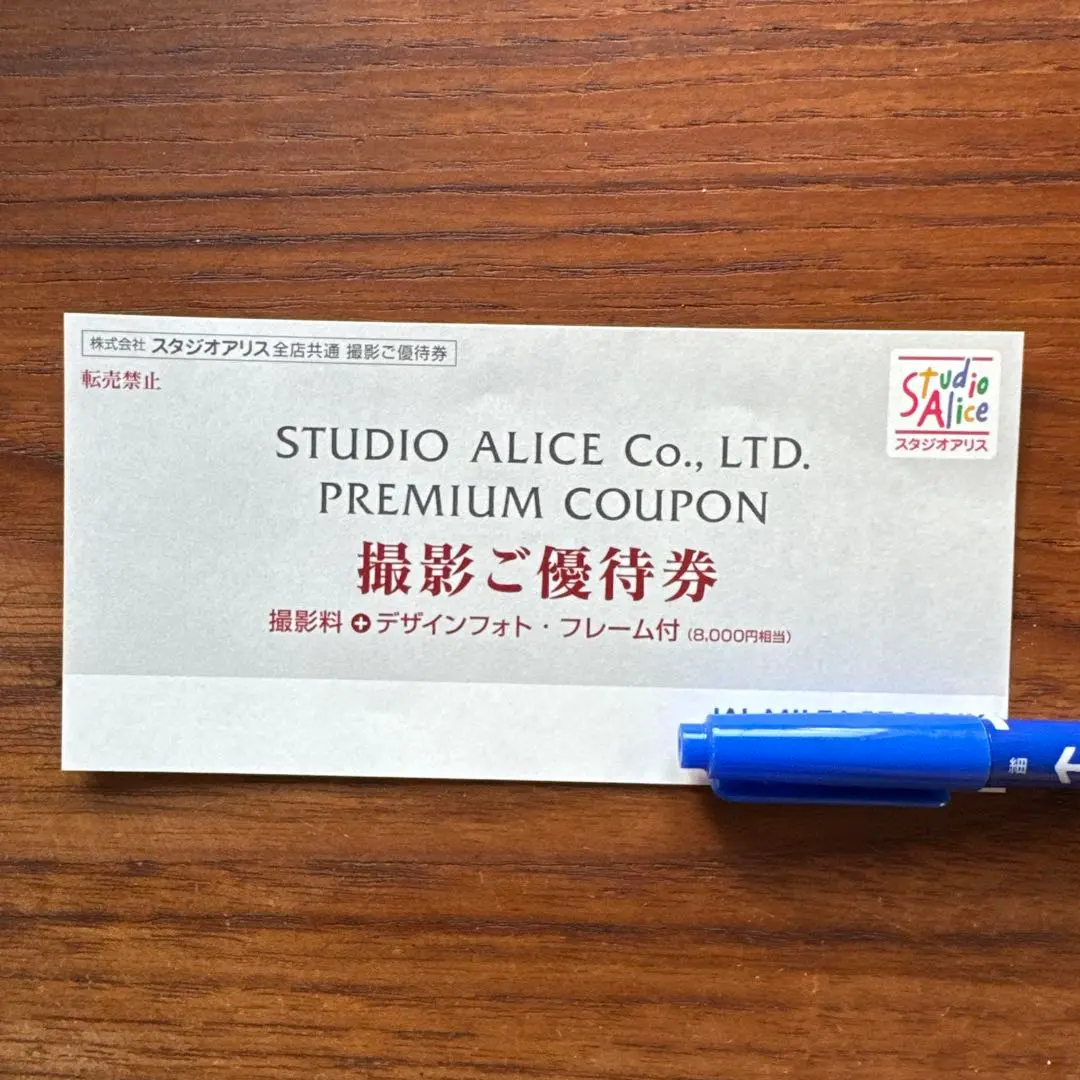 株式会社 スタジオアリス 全店共通 撮影ご優待券
転売禁止
Studio
Alice
スタジオアリス
STUDIO ALICE Co., LTD.
PREMIUM COUPON
撮影ご優待券
撮影料+デザインフォト・フレーム付(8,000円相当)
細